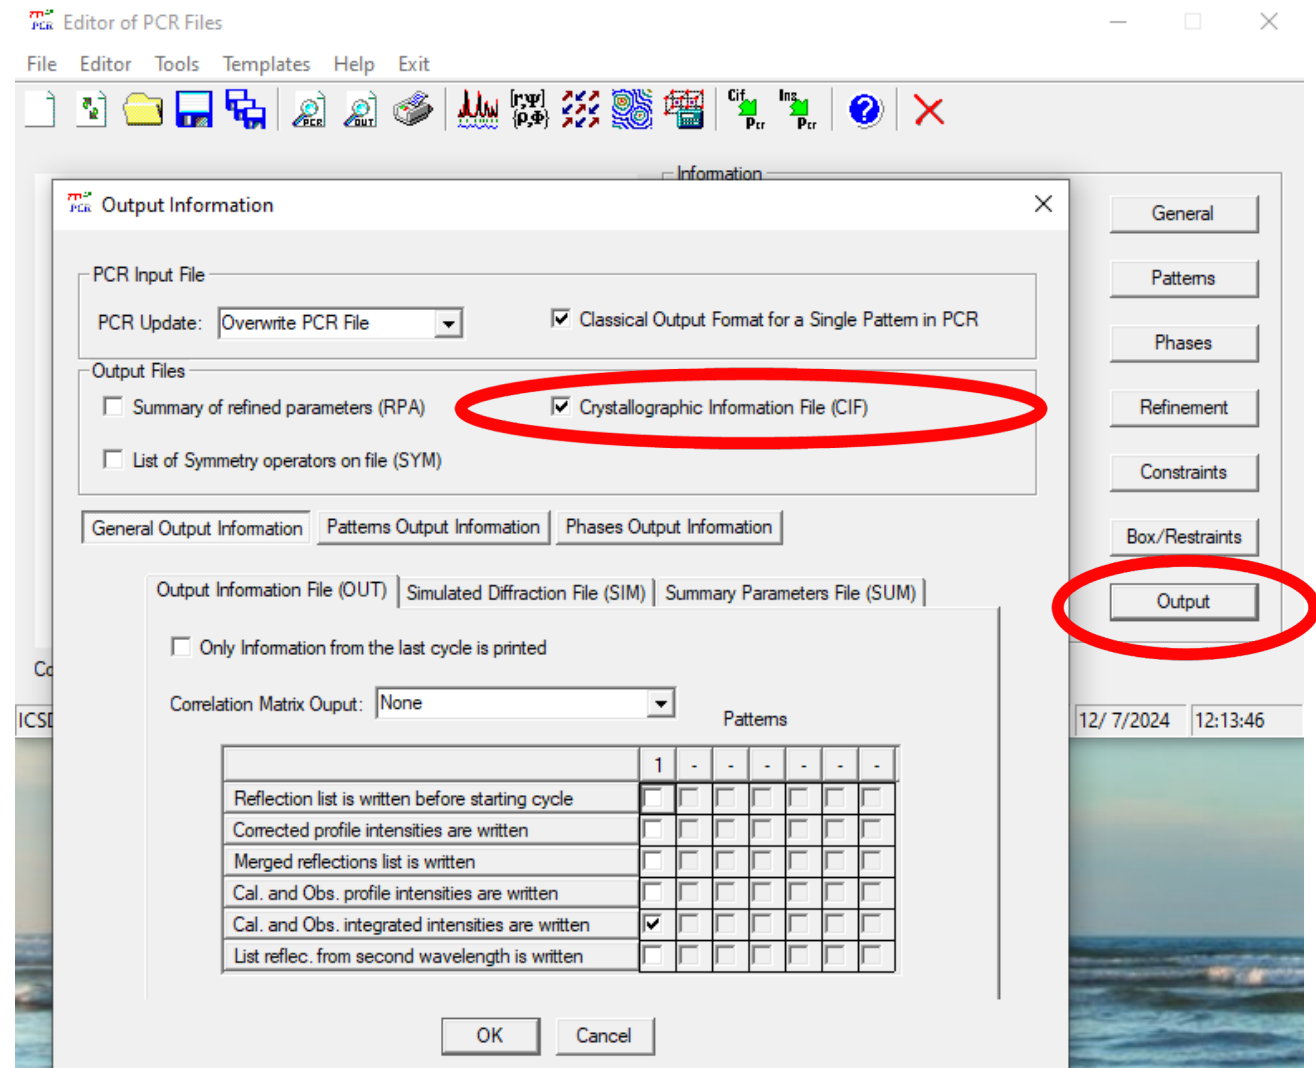 Editor of PCR Files
File Editor Tools Templates Help Exit
PCR OUT [r,Ψ] {ρ,Φ} Cif Pcr Ins Pcr ?
Information
PCR Output Information
General
Patterns
Phases
Refinement
Constraints
Box/Restraints
Output
PCR Input File
PCR Update: Overwrite PCR File
Classical Output Format for a Single Pattern in PCR
Output Files
Summary of refined parameters (RPA)
Crystallographic Information File (CIF)
List of Symmetry operators on file (SYM)
General Output Information Patterns Output Information Phases Output Information
Output Information File (OUT) Simulated Diffraction File (SIM) Summary Parameters File (SUM)
Only Information from the last cycle is printed
Correlation Matrix Ouput: None
Patterns
1 - - - - - -
Reflection list is written before starting cycle
Corrected profile intensities are written
Merged reflections list is written
Cal. and Obs. profile intensities are written
Cal. and Obs. integrated intensities are written
List reflec. from second wavelength is written
OK Cancel
12/ 7/2024 12:13:46